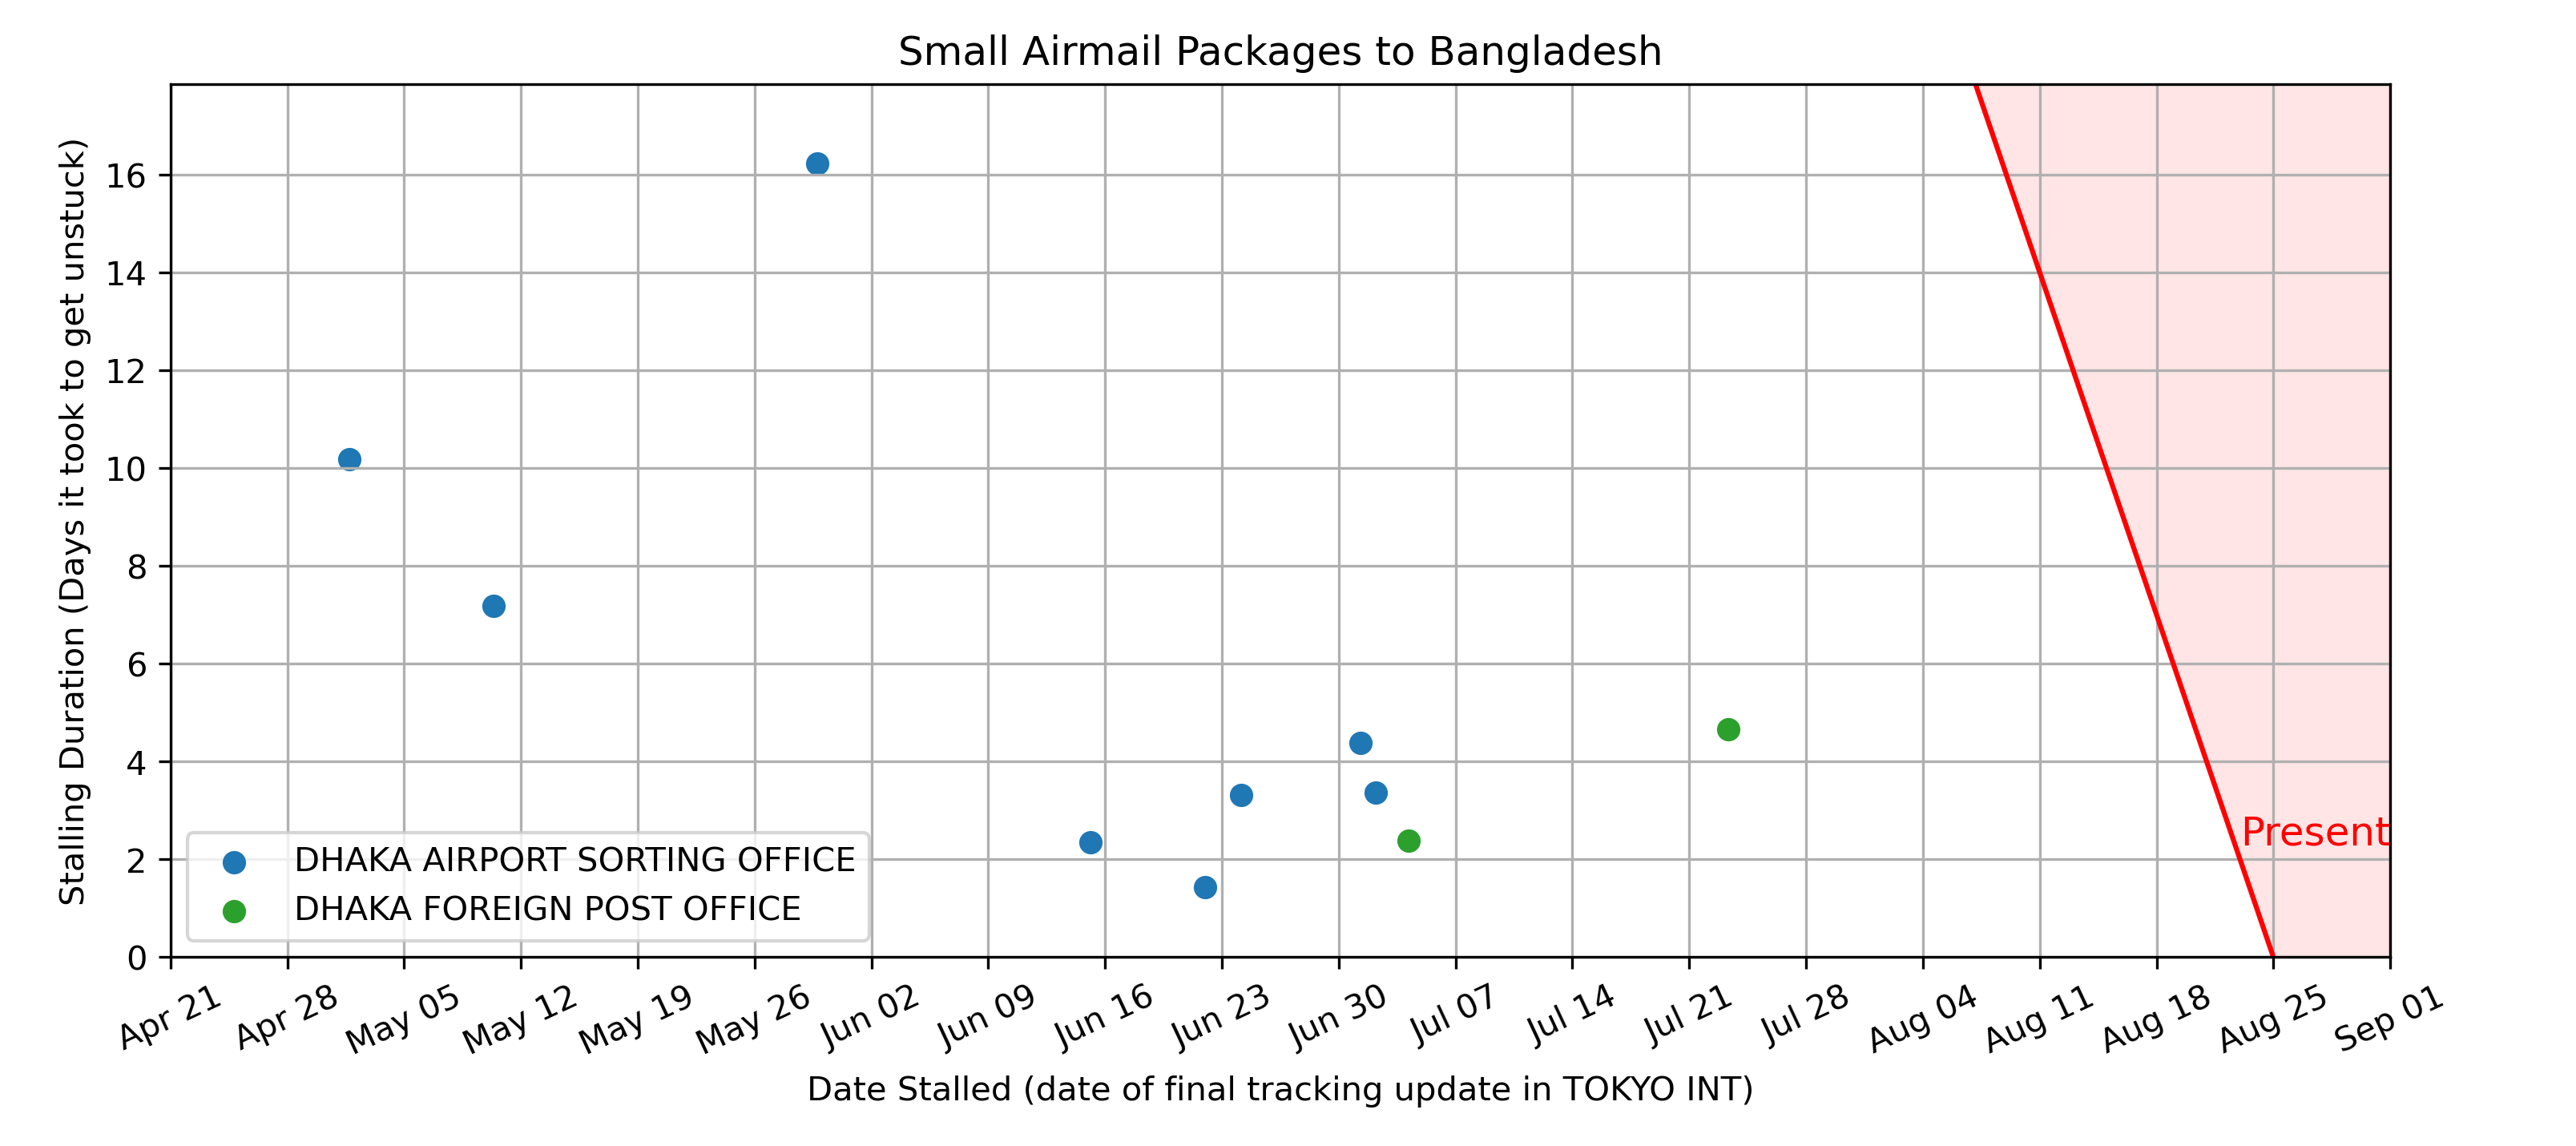 Small Airmail Packages to Bangladesh
Stalling Duration (Days it took to get unstuck)
16
14
12
10
8
6
4
2
0
Present
DHAKA AIRPORT SORTING OFFICE
DHAKA FOREIGN POST OFFICE
Apr 21
Apr 28
May 05
May 12
May 19
May 26
Jun 02
Jun 09
Jun 16
Jun 23
Jun 30
Jul 07
Jul 14
Jul 21
Jul 28
Aug 04
Aug 11
Aug 18
Aug 25
Sep 01
Date Stalled (date of final tracking update in TOKYO INT)